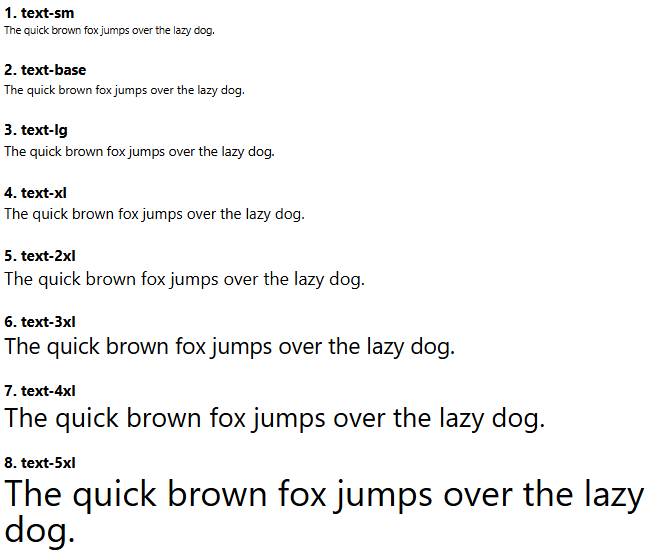 1. text-sm
The quick brown fox jumps over the lazy dog.
2. text-base
The quick brown fox jumps over the lazy dog.
3. text-lg
The quick brown fox jumps over the lazy dog.
4. text-xl
The quick brown fox jumps over the lazy dog.
5. text-2xl
The quick brown fox jumps over the lazy dog.
6. text-3xl
The quick brown fox jumps over the lazy dog.
7. text-4xl
The quick brown fox jumps over the lazy dog.
8. text-5xl
The quick brown fox jumps over the lazy
dog.